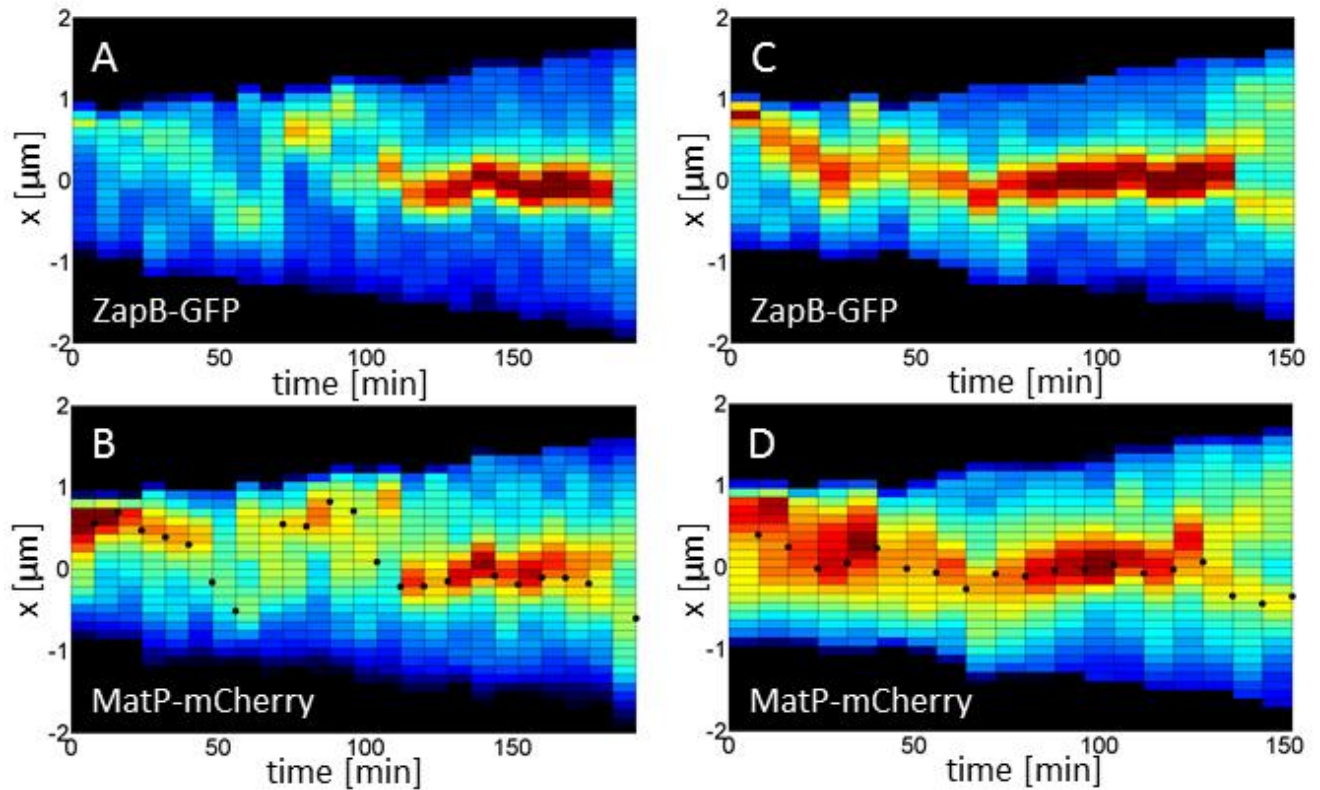 A
x [µm]
2
1
0
-1
-2
ZapB-GFP
0
50
100
150
time [min]
C
x [µm]
2
1
0
-1
-2
ZapB-GFP
0
50
100
150
time [min]
B
x [µm]
2
1
0
-1
-2
MatP-mCherry
0
50
100
150
time [min]
D
x [µm]
2
1
0
-1
-2
MatP-mCherry
0
50
100
150
time [min]